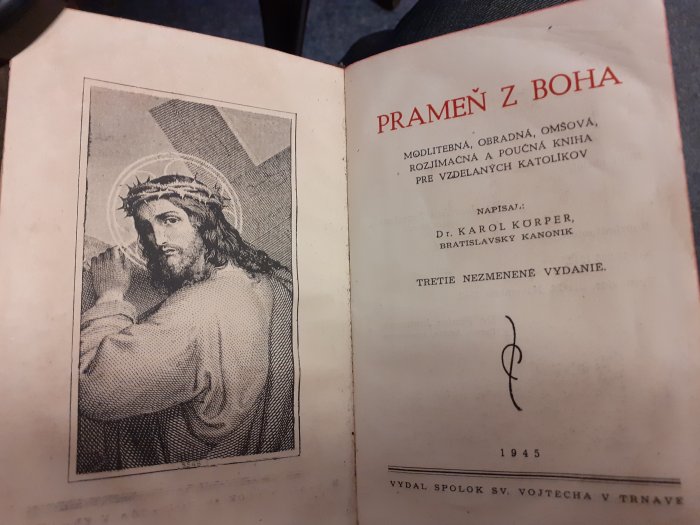 PRAMEŇ Z BOHA
MODLITEBNÁ, OBRADNÁ, OMŠOVÁ,
ROZJÍMAČNÁ A POUČNÁ KNIHA
PRE VZDELANÝCH KATOLÍKOV
NAPÍSAL:
Dr. KAROL KÖRPER,
BRATISLAVSKÝ KANONIK
TRETIE NEZMENENÉ VYDANIE.
1945
VYDAL SPOLOK SV. VOJTECHA V TRNAVE